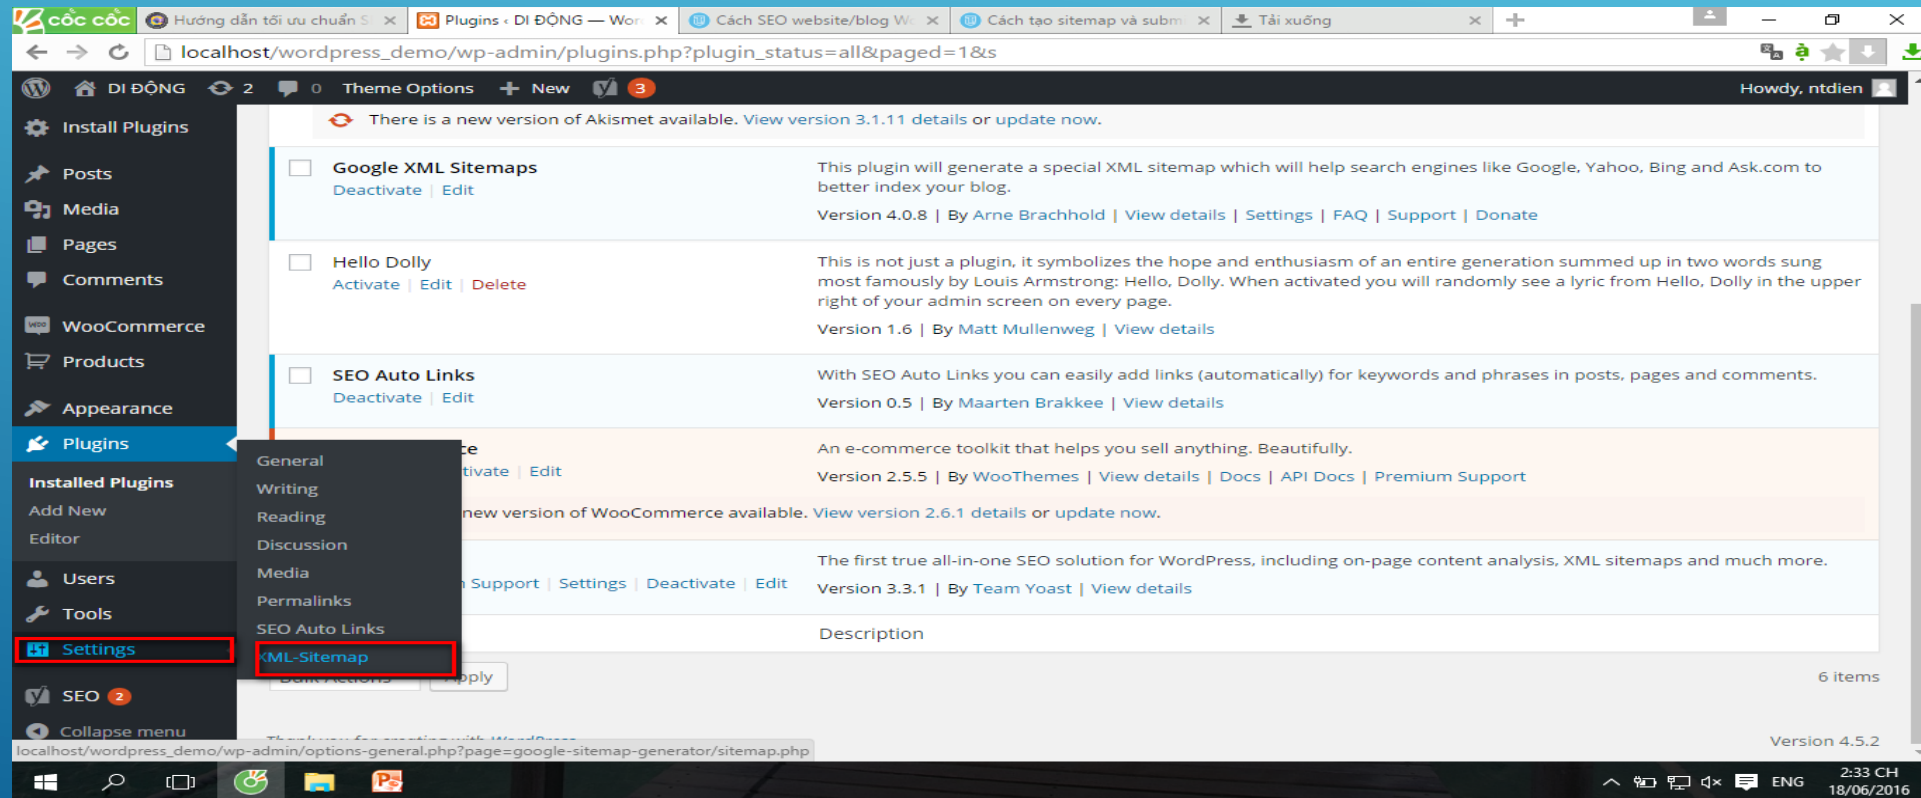 cốc cốc
Hướng dẫn tối ưu chuẩn S
Plugins ‹ DI ĐỘNG — Wor
Cách SEO website/blog Wo
Cách tạo sitemap và subm
Tải xuống
localhost/wordpress_demo/wp-admin/plugins.php?plugin_status=all&paged=1&s
DI ĐỘNG 2 0 Theme Options + New 3
Howdy, ntdien
Install Plugins
Posts
Media
Pages
Comments
WooCommerce
Products
Appearance
Plugins
Installed Plugins
Add New
Editor
Users
Tools
Settings
SEO 2
Collapse menu
General
Writing
Reading
Discussion
Media
Permalinks
SEO Auto Links
XML-Sitemap
There is a new version of Akismet available. View version 3.1.11 details or update now.
Google XML Sitemaps
Deactivate | Edit
This plugin will generate a special XML sitemap which will help search engines like Google, Yahoo, Bing and Ask.com to
better index your blog.
Version 4.0.8 | By Arne Brachhold | View details | Settings | FAQ | Support | Donate
Hello Dolly
Activate | Edit | Delete
This is not just a plugin, it symbolizes the hope and enthusiasm of an entire generation summed up in two words sung
most famously by Louis Armstrong: Hello, Dolly. When activated you will randomly see a lyric from Hello, Dolly in the upper
right of your admin screen on every page.
Version 1.6 | By Matt Mullenweg | View details
SEO Auto Links
Deactivate | Edit
With SEO Auto Links you can easily add links (automatically) for keywords and phrases in posts, pages and comments.
Version 0.5 | By Maarten Brakkee | View details
ce
tivate | Edit
An e-commerce toolkit that helps you sell anything. Beautifully.
Version 2.5.5 | By WooThemes | View details | Docs | API Docs | Premium Support
new version of WooCommerce available. View version 2.6.1 details or update now.
Support | Settings | Deactivate | Edit
The first true all-in-one SEO solution for WordPress, including on-page content analysis, XML sitemaps and much more.
Version 3.3.1 | By Team Yoast | View details
Description
Bulk Actions
Apply
6 items
Thank you for creating with WordPress
Version 4.5.2
localhost/wordpress_demo/wp-admin/options-general.php?page=google-sitemap-generator/sitemap.php
ENG
2:33 CH
18/06/2016